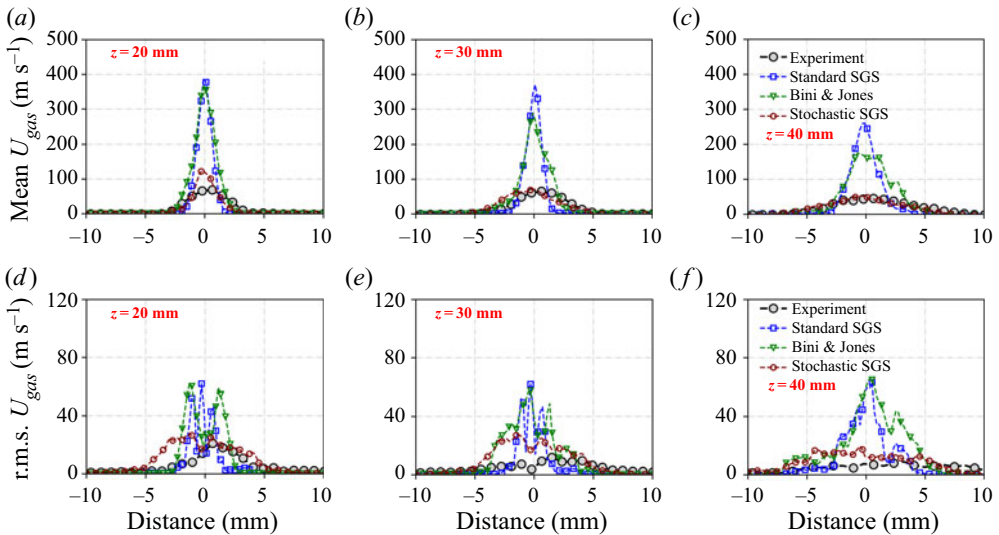 (a)
(b)
(c)
Mean U_gas (m s⁻¹)
500
400
300
200
100
0
z = 20 mm
–10
–5
0
5
10
500
400
300
200
100
0
z = 30 mm
–10
–5
0
5
10
500
400
300
200
100
0
Experiment
Standard SGS
Bini & Jones
Stochastic SGS
z = 40 mm
–10
–5
0
5
10
(d)
(e)
(f)
r.m.s. U_gas (m s⁻¹)
120
80
40
0
z = 20 mm
–10
–5
0
5
10
Distance (mm)
120
80
40
0
z = 30 mm
–10
–5
0
5
10
Distance (mm)
120
80
40
0
Experiment
Standard SGS
Bini & Jones
Stochastic SGS
z = 40 mm
–10
–5
0
5
10
Distance (mm)